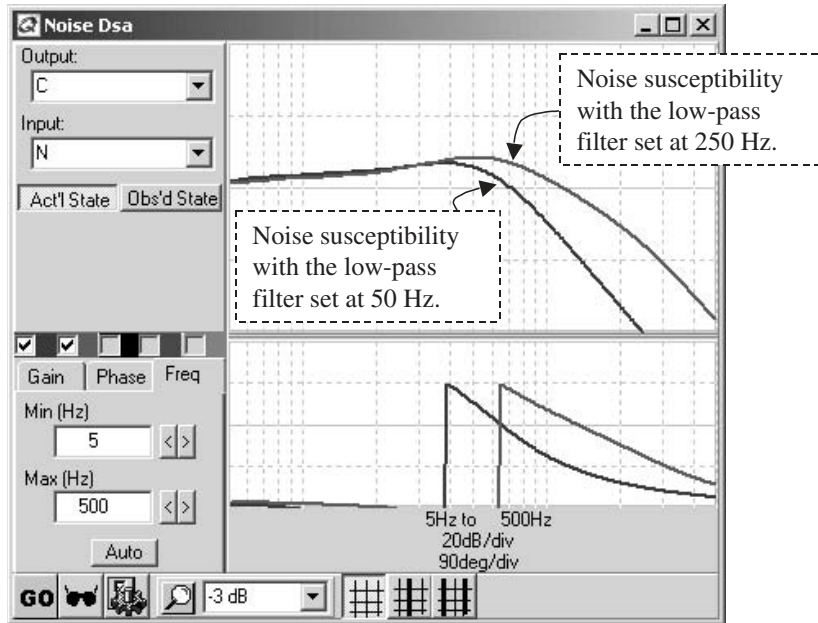 Noise Dsa
Output:
C
Input:
N
Act'l State
Obs'd State
Noise susceptibility
with the low-pass
filter set at 250 Hz.
Noise susceptibility
with the low-pass
filter set at 50 Hz.
Gain
Phase
Freq
Min (Hz)
5
< >
Max (Hz)
500
< >
Auto
5Hz to 500Hz
20dB/div
90deg/div
GO
-3 dB